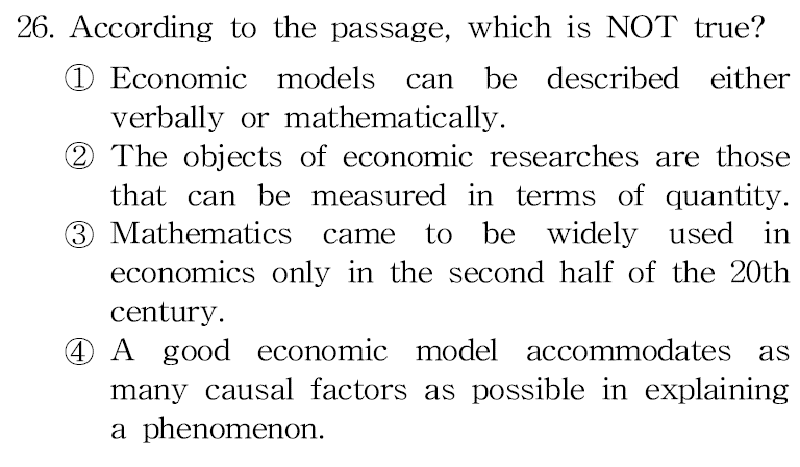 26. According to the passage, which is NOT true?
① Economic models can be described either
verbally or mathematically.
② The objects of economic researches are those
that can be measured in terms of quantity.
③ Mathematics came to be widely used in
economics only in the second half of the 20th
century.
④ A good economic model accommodates as
many causal factors as possible in explaining
a phenomenon.